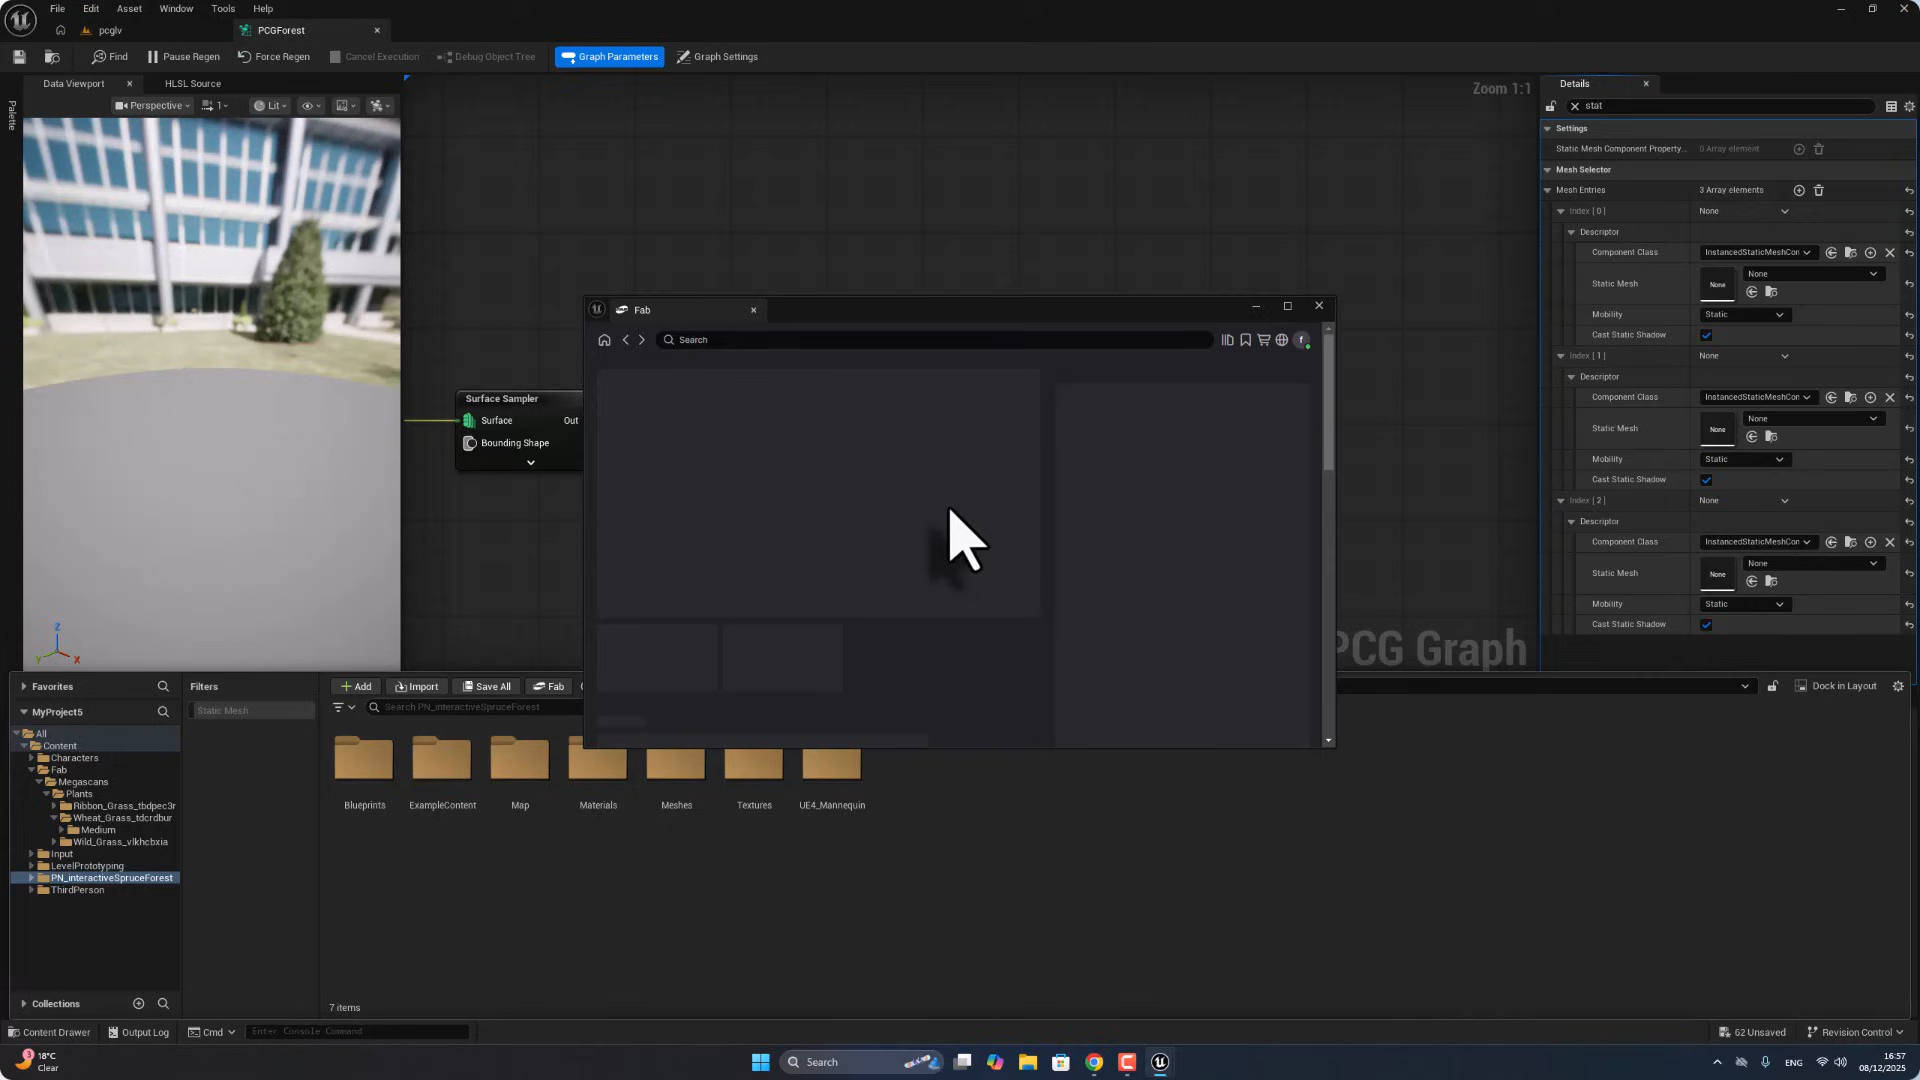 File Edit Asset Window Tools Help
pcglv PCGForest
Find Pause Regen Force Regen Cancel Execution Debug Object Tree Graph Parameters Graph Settings
Data Viewport HLSL Source
Palette
Perspective 1 Lit
Zoom 1:1
Surface Sampler
Surface Out
Bounding Shape
PCG Graph
Fab
Search
f
Details
stat
Settings
Static Mesh Component Property... 0 Array element
Mesh Selector
Mesh Entries 3 Array elements
Index [ 0 ] None
Descriptor
Component Class InstancedStaticMeshCon
Static Mesh None None
Mobility Static
Cast Static Shadow
Index [ 1 ] None
Descriptor
Component Class InstancedStaticMeshCon
Static Mesh None None
Mobility Static
Cast Static Shadow
Index [ 2 ] None
Descriptor
Component Class InstancedStaticMeshCon
Static Mesh None None
Mobility Static
Cast Static Shadow
Z
Y X
Favorites
MyProject5
All
Content
Characters
Fab
Megascans
Plants
Ribbon_Grass_tbdpec3r
Wheat_Grass_tdcrdbur
Medium
Wild_Grass_vlkhcbxia
Input
LevelPrototyping
PN_interactiveSpruceForest
ThirdPerson
Collections
Filters
Static Mesh
Add Import Save All Fab
Dock in Layout
Search PN_interactiveSpruceForest
Blueprints ExampleContent Map Materials Meshes Textures UE4_Mannequin
7 items
Content Drawer Output Log Cmd Enter Console Command 62 Unsaved Revision Control
3 18°C
Clear
Search
ENG
16:57
08/12/2025